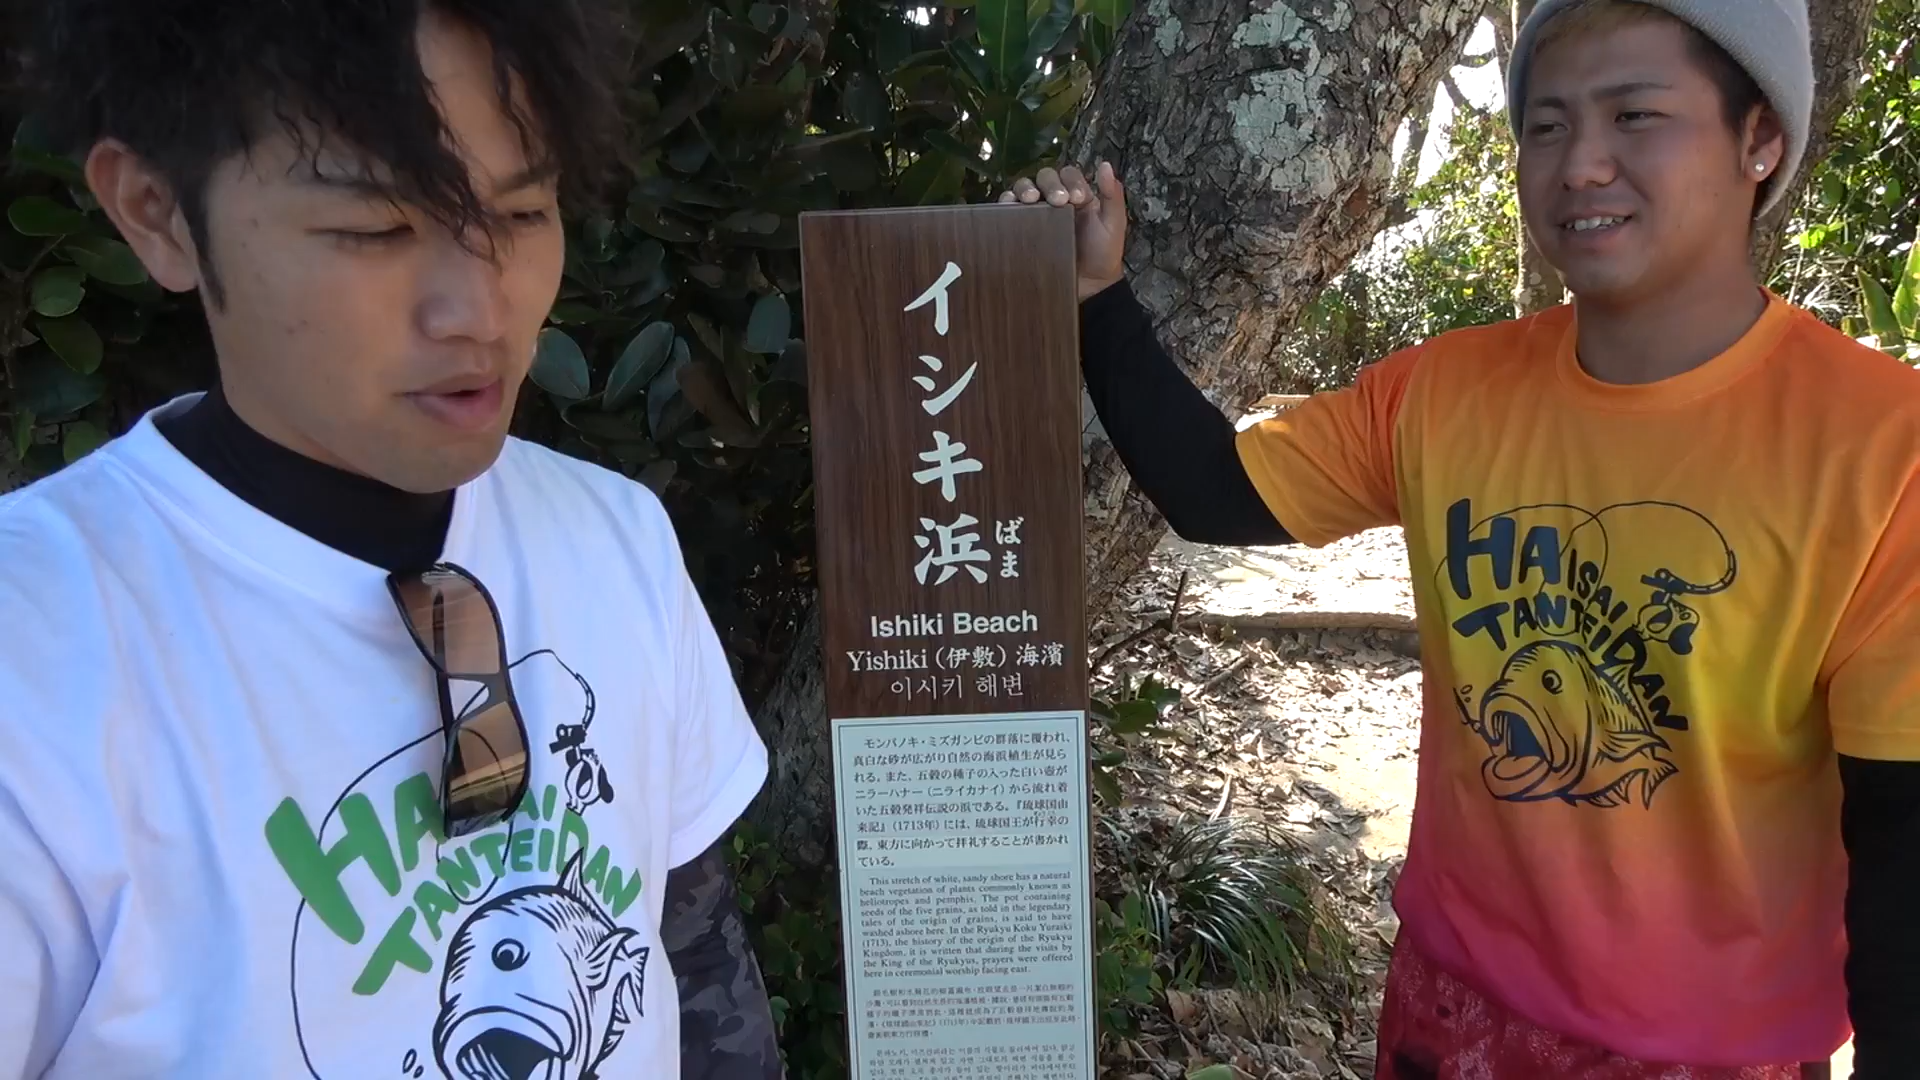 イシキ浜
ばま
Ishiki Beach
Yishiki（伊敷）海濱
이시키 해변
モンパノキ・ミズガンピの群落に覆われ、
真白な砂が広がり自然の海浜植生が見ら
れる。また、五穀の種子の入った白い壺が
ニラーハナー（ニライカナイ）から流れ着
いた五穀発祥伝説の浜である。『琉球国由
来記』（1713年）には、琉球国王が行幸の
際、東方に向かって拝礼することが書かれ
ている。
This stretch of white, sandy shore has a natural
beach vegetation of plants commonly known as
heliotropes and pemphis. The pot containing
seeds of the five grains, as told in the legendary
tales of the origin of grains, is said to have
washed ashore here. In the Ryukyu Koku Yuraiki
(1713), the history of the origin of the Ryukyu
Kingdom, it is written that during the visits by
the King of the Ryukyus, prayers were offered
here in ceremonial worship facing east.
HAISAI
TANTEIDAN
HAISAI
TANTEIDAN